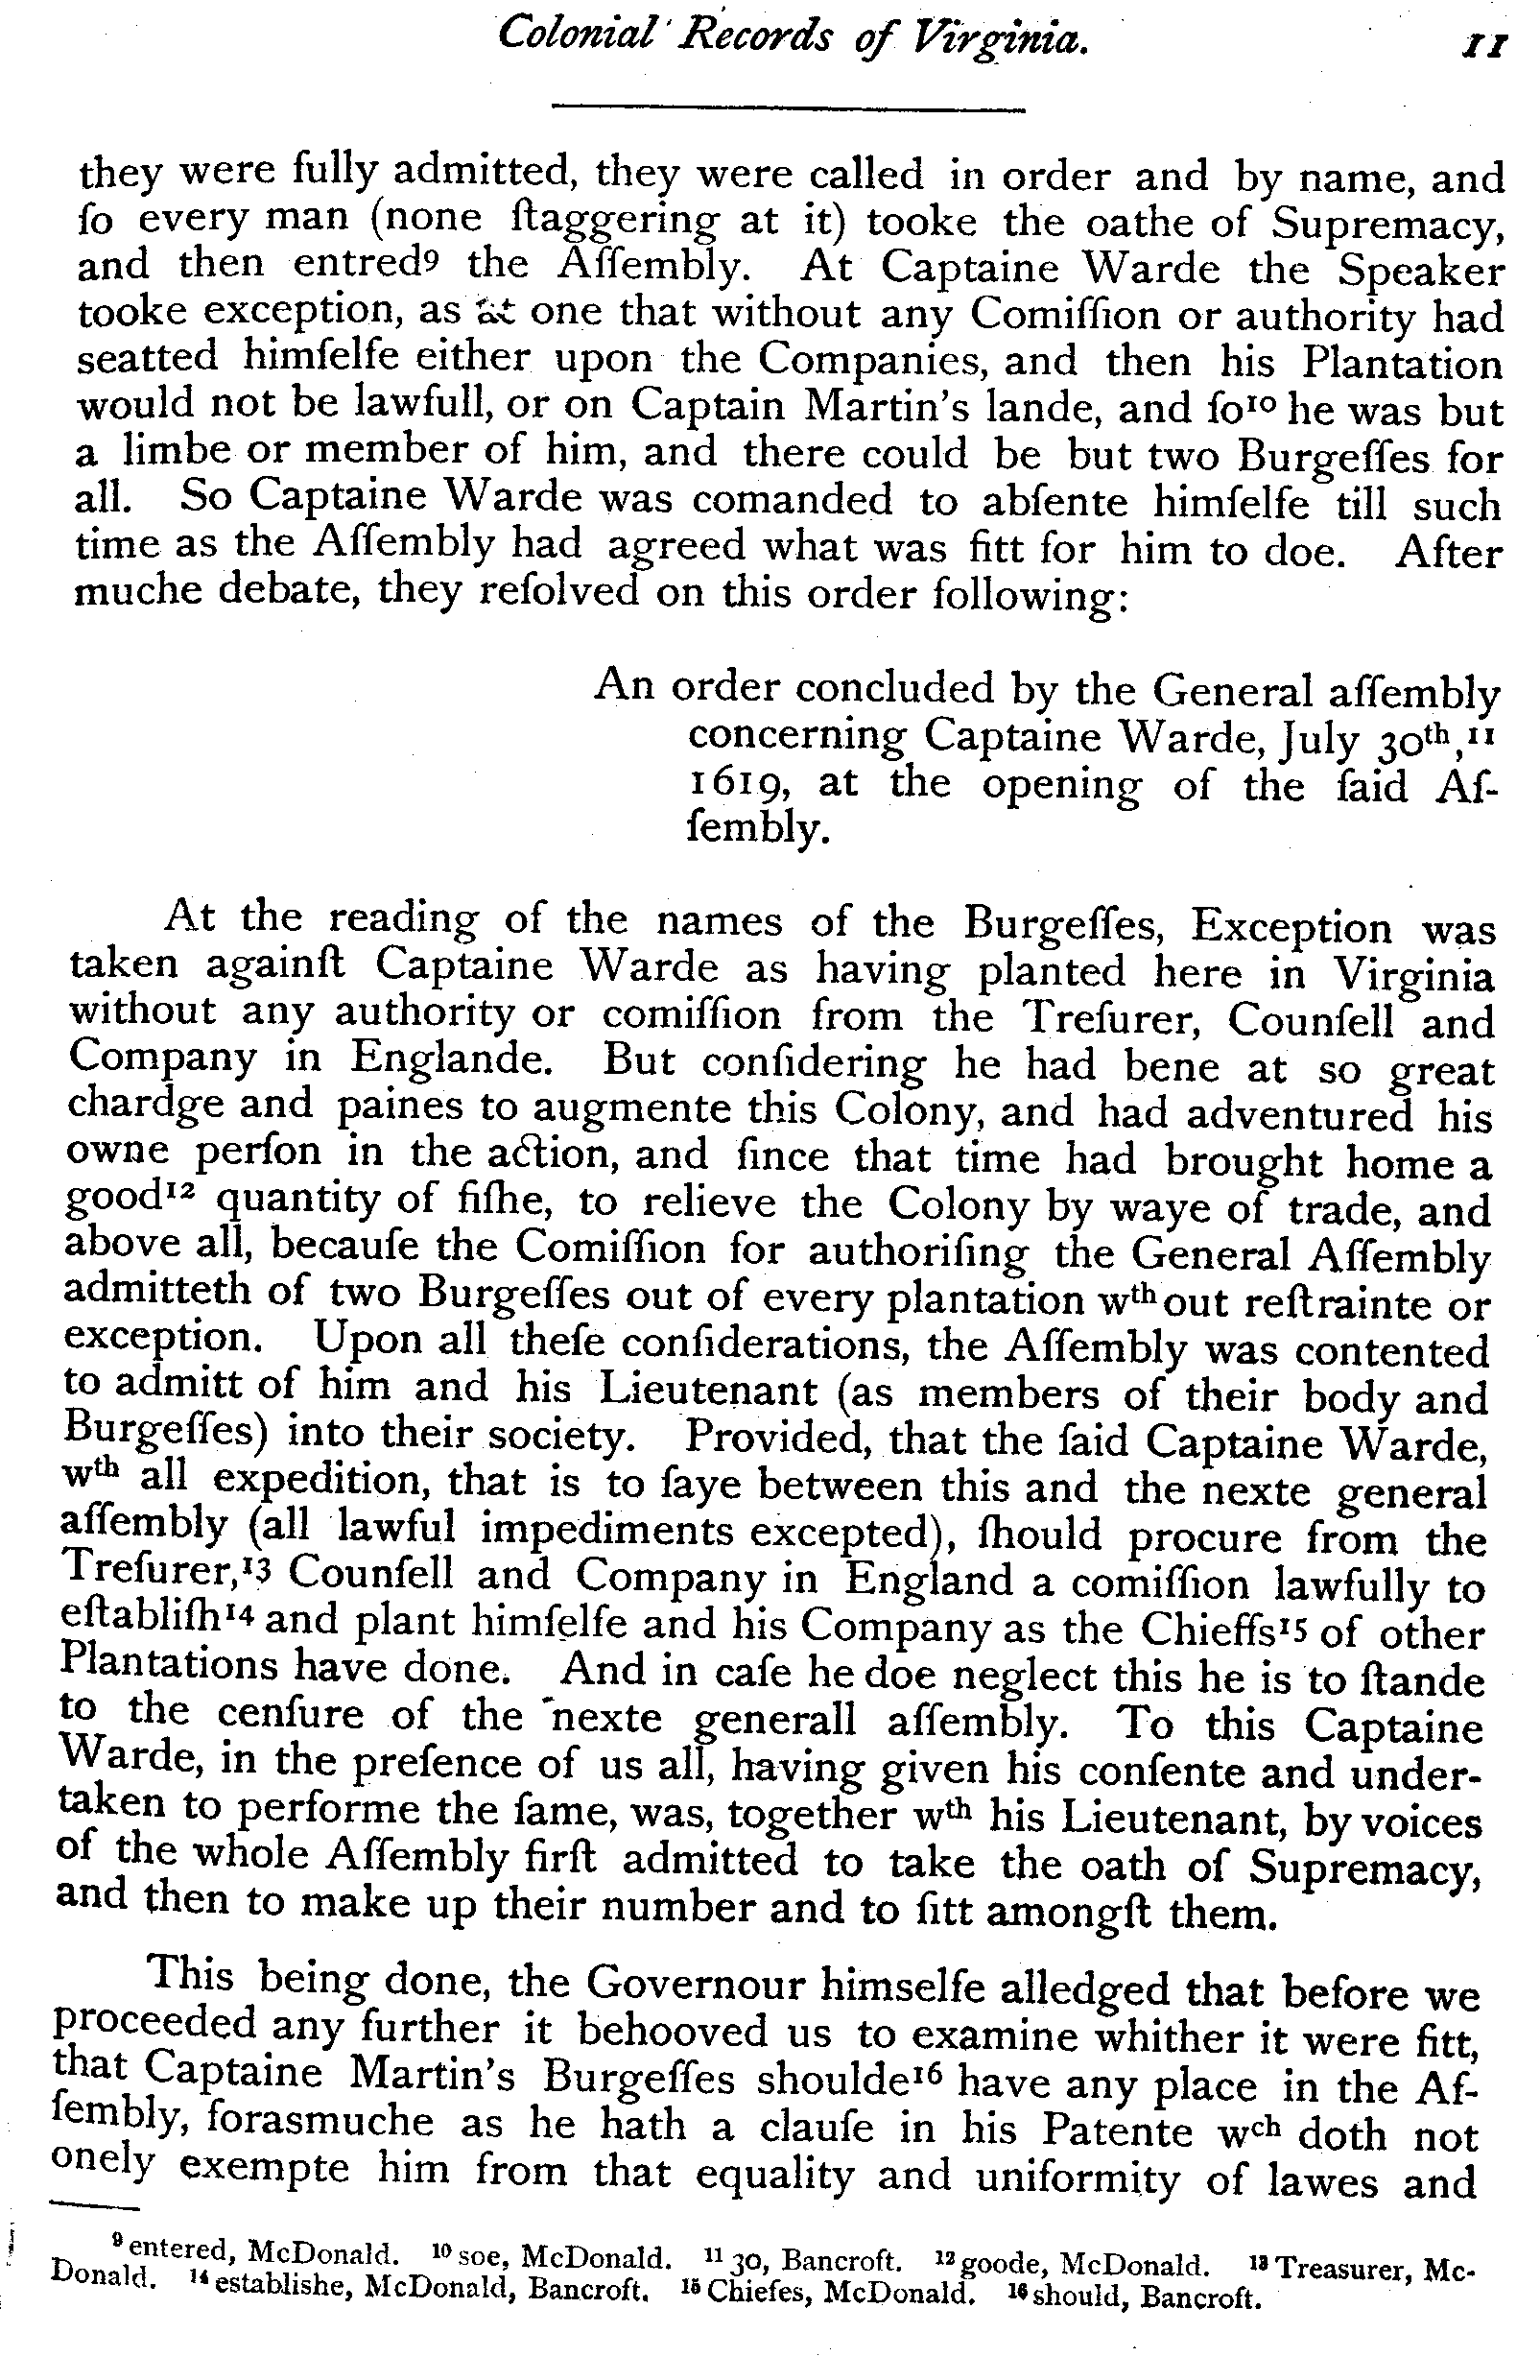 Colonial Records of Virginia. 11
they were fully admitted, they were called in order and by name, and
ſo every man (none ſtaggering at it) tooke the oathe of Supremacy,
and then entred⁹ the Aſſembly. At Captaine Warde the Speaker
tooke exception, as at one that without any Comiſſion or authority had
seatted himſelfe either upon the Companies, and then his Plantation
would not be lawfull, or on Captain Martin's lande, and ſo¹⁰ he was but
a limbe or member of him, and there could be but two Burgeſſes for
all. So Captaine Warde was comanded to abſente himſelfe till such
time as the Aſſembly had agreed what was fitt for him to doe. After
muche debate, they reſolved on this order following:
An order concluded by the General aſſembly
concerning Captaine Warde, July 30ᵗʰ,¹¹
1619, at the opening of the ſaid Aſ-
ſembly.
At the reading of the names of the Burgeſſes, Exception was
taken againſt Captaine Warde as having planted here in Virginia
without any authority or comiſſion from the Treſurer, Counſell and
Company in Englande. But conſidering he had bene at so great
chardge and paines to augmente this Colony, and had adventured his
owne perſon in the action, and ſince that time had brought home a
good¹² quantity of fiſhe, to relieve the Colony by waye of trade, and
above all, becauſe the Comiſſion for authoriſing the General Aſſembly
admitteth of two Burgeſſes out of every plantation wᵗʰout reſtrainte or
exception. Upon all theſe conſiderations, the Aſſembly was contented
to admitt of him and his Lieutenant (as members of their body and
Burgeſſes) into their society. Provided, that the ſaid Captaine Warde,
wᵗʰ all expedition, that is to ſaye between this and the nexte general
aſſembly (all lawful impediments excepted), ſhould procure from the
Treſurer,¹³ Counſell and Company in England a comiſſion lawfully to
eſtabliſh¹⁴ and plant himſelfe and his Company as the Chieffs¹⁵ of other
Plantations have done. And in caſe he doe neglect this he is to ſtande
to the cenſure of the nexte generall aſſembly. To this Captaine
Warde, in the preſence of us all, having given his conſente and under-
taken to performe the ſame, was, together wᵗʰ his Lieutenant, by voices
of the whole Aſſembly firſt admitted to take the oath of Supremacy,
and then to make up their number and to ſitt amongſt them.
This being done, the Governour himselfe alledged that before we
proceeded any further it behooved us to examine whither it were fitt,
that Captaine Martin's Burgeſſes shoulde¹⁶ have any place in the Aſ-
ſembly, forasmuche as he hath a clauſe in his Patente wᶜʰ doth not
onely exempte him from that equality and uniformity of lawes and
⁹ entered, McDonald. ¹⁰ soe, McDonald. ¹¹ 30, Bancroft. ¹² goode, McDonald. ¹³ Treasurer, Mc-
Donald. ¹⁴ establishe, McDonald, Bancroft. ¹⁵ Chiefes, McDonald. ¹⁶ should, Bancroft.